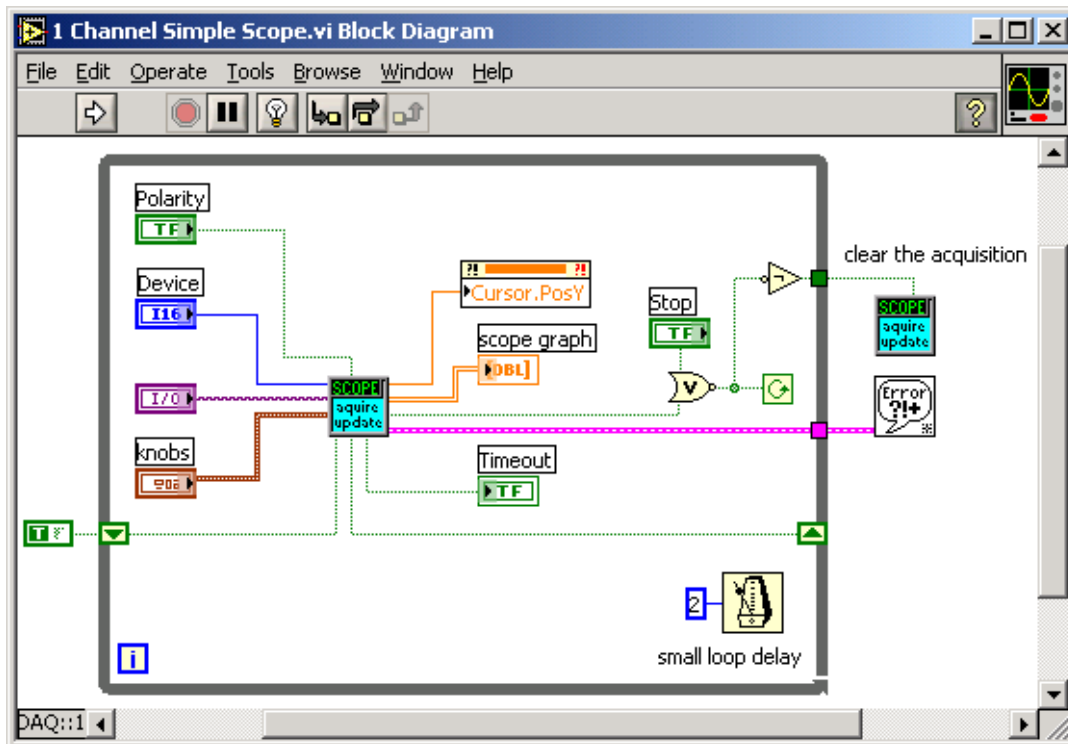 1 Channel Simple Scope.vi Block Diagram
File Edit Operate Tools Browse Window Help
?
Polarity
TF
Device
I16
I/O
knobs
SCOPE
aquire
update
?! ?!
Cursor.PosY
scope graph
[DBL]
Stop
TF
V
Timeout
TF
clear the acquisition
SCOPE
aquire
update
Error
?!+
T
2
small loop delay
i
DAQ::1